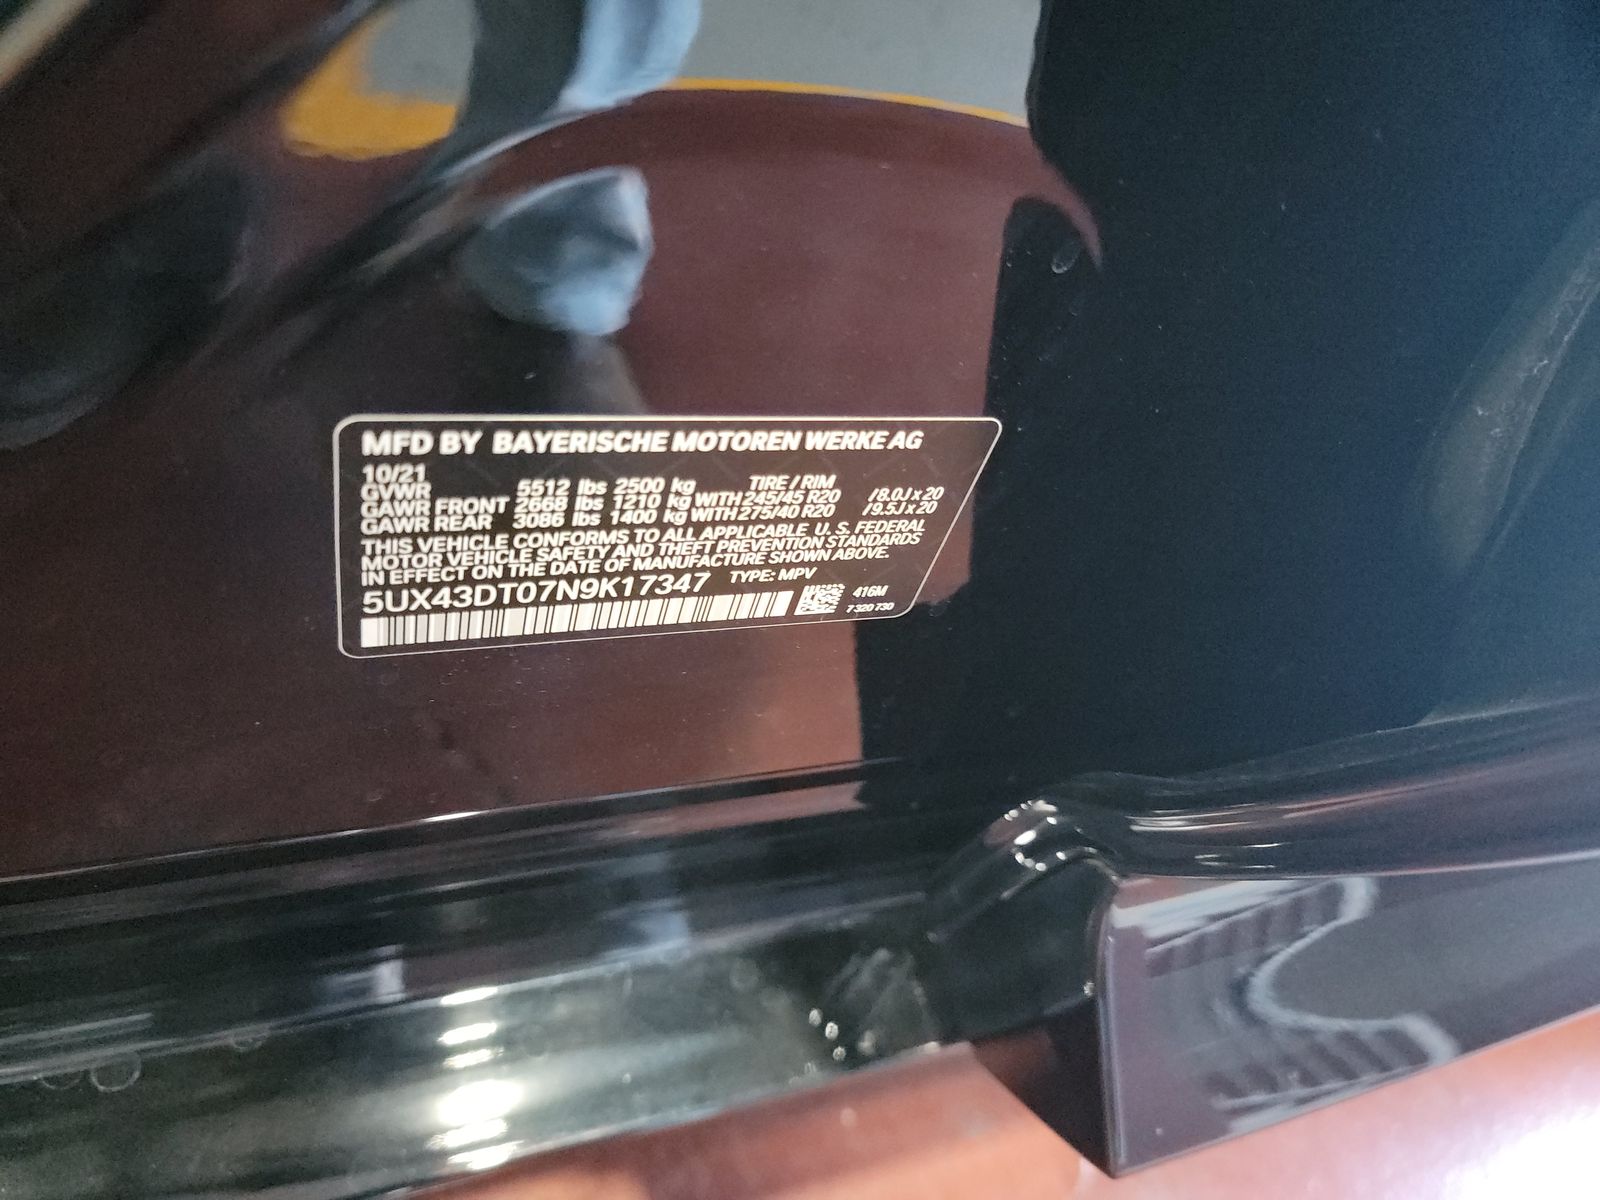 MFD BY BAYERISCHE MOTOREN WERKE AG
10/21
GVWR 5512 lbs 2500 kg TIRE / RIM
GAWR FRONT 2668 lbs 1210 kg WITH 245/45 R20 /8.0J x 20
GAWR REAR 3086 lbs 1400 kg WITH 275/40 R20 /9.5J x 20
THIS VEHICLE CONFORMS TO ALL APPLICABLE U. S. FEDERAL
MOTOR VEHICLE SAFETY AND THEFT PREVENTION STANDARDS
IN EFFECT ON THE DATE OF MANUFACTURE SHOWN ABOVE.
5UX43DT07N9K17347 TYPE: MPV
416M
7 320 730